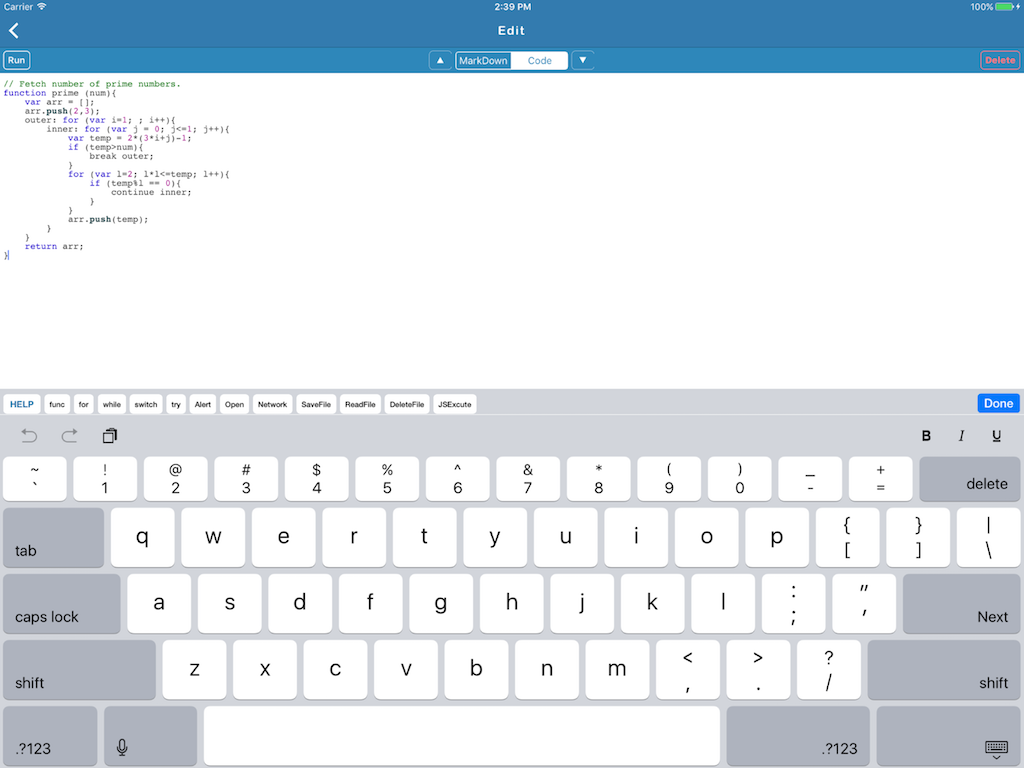 Carrier 2:39 PM 100%
Edit
Run ▲ MarkDown Code ▼ Delete
// Fetch number of prime numbers.
function prime (num){
    var arr = [];
    arr.push(2,3);
    outer: for (var i=1; ; i++){
        inner: for (var j = 0; j<=1; j++){
            var temp = 2*(3*i+j)-1;
            if (temp>num){
                break outer;
            }
            for (var l=2; l*l<=temp; l++){
                if (temp%l == 0){
                    continue inner;
                }
            }
            arr.push(temp);
        }
    }
    return arr;
}
HELP func for while switch try Alert Open Network SaveFile ReadFile DeleteFile JSExcute Done
B I U
~ ! @ # $ % ^ & * ( ) _ +
` 1 2 3 4 5 6 7 8 9 0 - = delete
{ } |
tab q w e r t y u i o p [ ] \
: "
caps lock a s d f g h j k l ; ' Next
< > ?
shift z x c v b n m , . / shift
.?123 .?123